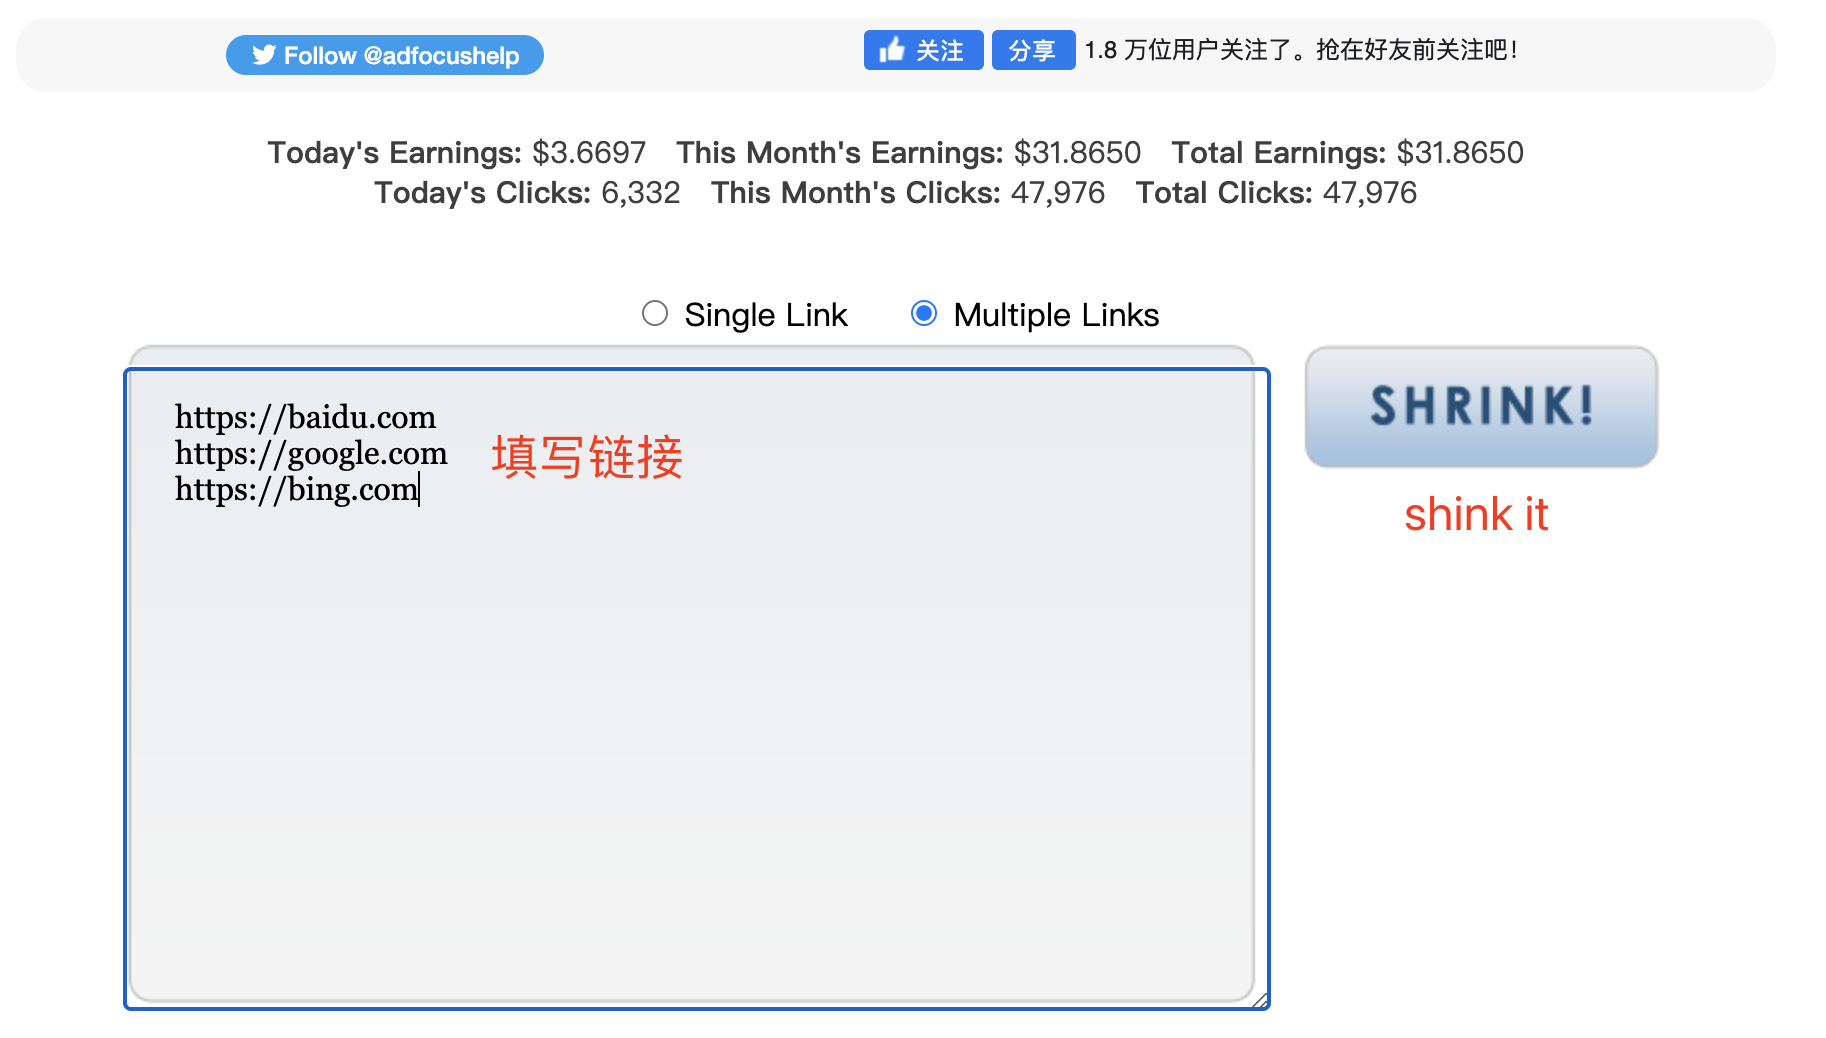 Follow @adfocushelp
关注 分享 1.8 万位用户关注了。抢在好友前关注吧！
Today's Earnings: $3.6697 This Month's Earnings: $31.8650 Total Earnings: $31.8650
Today's Clicks: 6,332 This Month's Clicks: 47,976 Total Clicks: 47,976
Single Link Multiple Links
https://baidu.com
https://google.com
https://bing.com
填写链接
SHRINK!
shink it